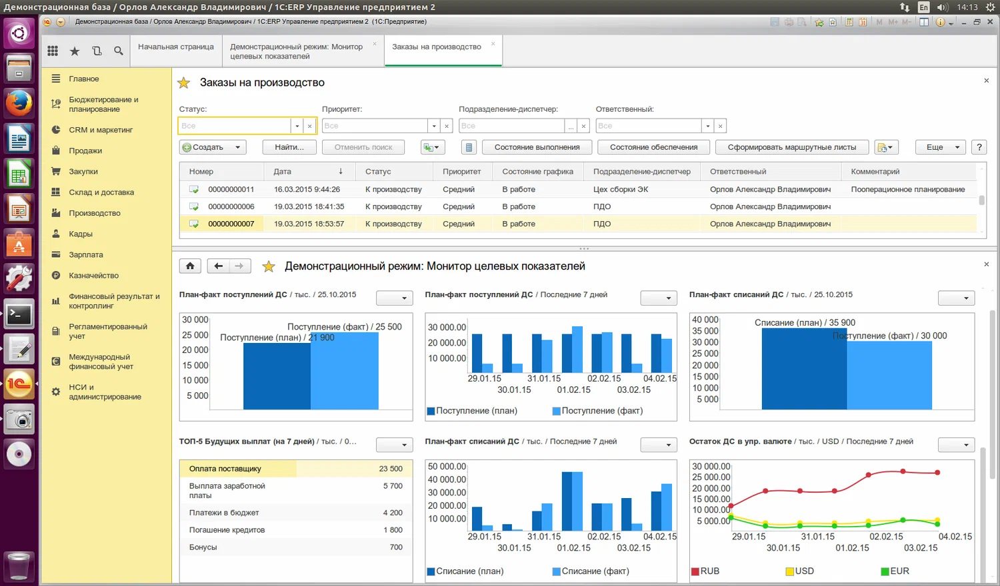 Демонстрационная база / Орлов Александр Владимирович / 1С:ERP Управление предприятием 2
En
14:13
Демонстрационная база / Орлов Александр Владимирович / 1С:ERP Управление предприятием 2 (1С:Предприятие)
M M+ M-
Начальная страница
Демонстрационный режим: Монитор
целевых показателей
Заказы на производство
Главное
Бюджетирование и
планирование
CRM и маркетинг
Продажи
Закупки
Склад и доставка
Производство
Кадры
Зарплата
Казначейство
Финансовый результат и
контроллинг
Регламентированный
учет
Международный
финансовый учет
НСИ и
администрирование
Заказы на производство
Статус: Приоритет: Подразделение-диспетчер: Ответственный:
Все Все Все ... Все
Создать Найти... Отменить поиск Состояние выполнения Состояние обеспечения Сформировать маршрутные листы Еще ?
Номер Дата ↓ Статус Приоритет Состояние графика Подразделение-диспетчер Ответственный Комментарий
00000000011 16.03.2015 9:44:26 К производству Средний В работе Цех сборки ЭК Орлов Александр Владимирович Пооперационное планирование
00000000006 19.03.2015 18:41:35 К производству Средний В работе ПДО Орлов Александр Владимирович
00000000007 19.03.2015 18:53:57 К производству Средний В работе ПДО Орлов Александр Владимирович
Демонстрационный режим: Монитор целевых показателей
План-факт поступлений ДС / тыс. / 25.10.2015
30 000
25 000
20 000
15 000
10 000
5 000
Поступление (факт) / 25 500
Поступление (план) / 21 900
План-факт поступлений ДС / Последние 7 дней
30 000.00
20 000.00
10 000.00
29.01.15 31.01.15 02.02.15 04.02.15
30.01.15 01.02.15 03.02.15
Поступление (план) Поступление (факт)
План-факт списаний ДС / тыс. / 25.10.2015
40 000
35 000
30 000
25 000
20 000
15 000
10 000
5 000
Списание (план) / 35 900
Поступление (факт) / 30 000
ТОП-5 Будущих выплат (на 7 дней) / тыс. / 0...
Оплата поставщику 23 500
Выплата заработной
платы 5 700
Платежи в бюджет 4 200
Погашение кредитов 1 800
Бонусы 700
План-факт списаний ДС / тыс. / Последние 7 дней
50 000.00
40 000.00
30 000.00
20 000.00
10 000.00
29.01.15 31.01.15 02.02.15 04.02.15
30.01.15 01.02.15 03.02.15
Списание (план) Списание (факт)
Остаток ДС в упр. валюте / тыс. / USD / Последние 7 дней
30 000.00
25 000.00
20 000.00
15 000.00
10 000.00
5 000.00
29.01.15 31.01.15 02.02.15 04.02.15
30.01.15 01.02.15 03.02.15
RUB USD EUR